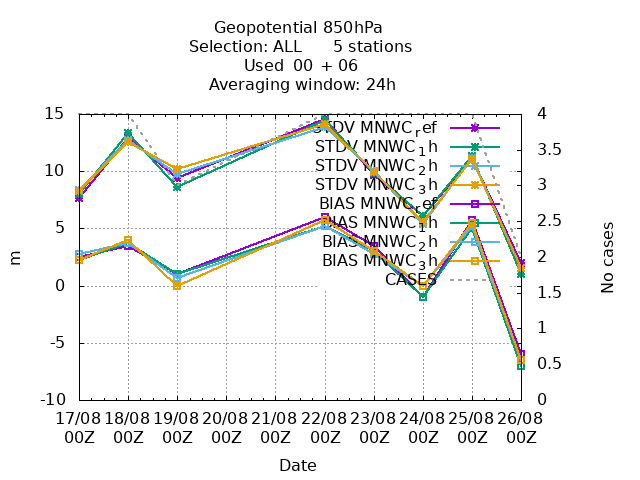 Geopotential 850hPa
Selection: ALL 5 stations
Used 00 + 06
Averaging window: 24h
15
10
5
0
-5
-10
m
4
3.5
3
2.5
2
1.5
1
0.5
0
No cases
STDV MNWC_ref
STDV MNWC_1h
STDV MNWC_2h
STDV MNWC_3h
BIAS MNWC_ref
BIAS MNWC_1h
BIAS MNWC_2h
BIAS MNWC_3h
CASES
17/08 18/08 19/08 20/08 21/08 22/08 23/08 24/08 25/08 26/08
00Z 00Z 00Z 00Z 00Z 00Z 00Z 00Z 00Z 00Z
Date